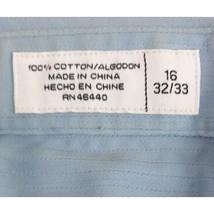 100% COTTON/ALGODON
MADE IN CHINA
HECHO EN CHINE
RN46440
16
32/33